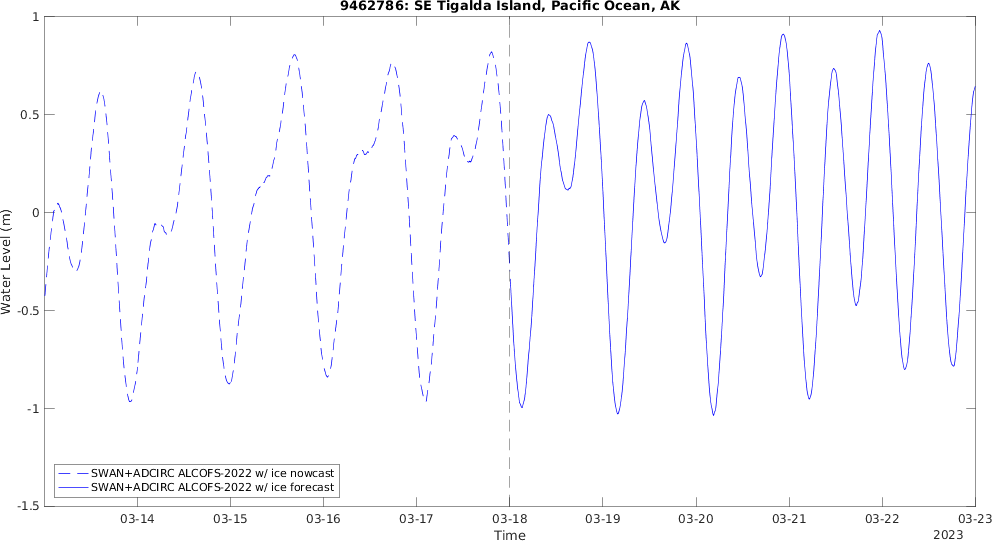 9462786: SE Tigalda Island, Pacific Ocean, AK
1
0.5
0
-0.5
-1
-1.5
Water Level (m)
SWAN+ADCIRC ALCOFS-2022 w/ ice nowcast
SWAN+ADCIRC ALCOFS-2022 w/ ice forecast
03-14 03-15 03-16 03-17 03-18 03-19 03-20 03-21 03-22 03-23
Time
2023